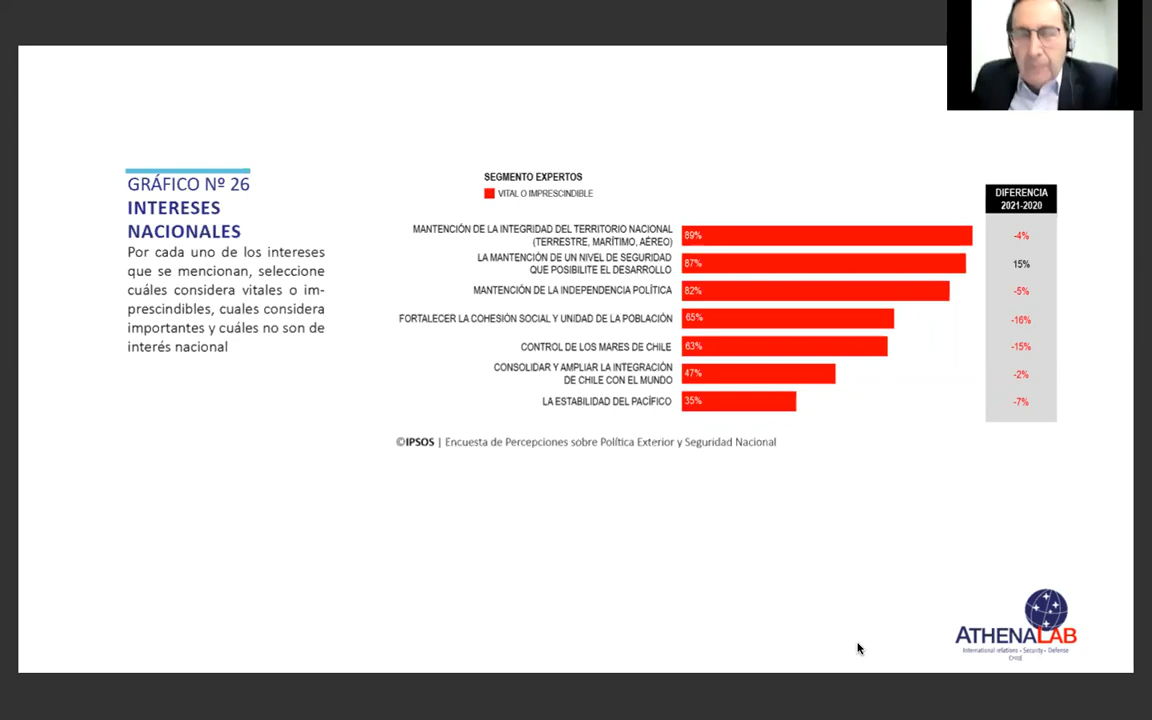 GRÁFICO Nº 26
INTERESES
NACIONALES
Por cada uno de los intereses
que se mencionan, seleccione
cuáles considera vitales o im-
prescindibles, cuales considera
importantes y cuáles no son de
interés nacional
SEGMENTO EXPERTOS
VITAL O IMPRESCINDIBLE
DIFERENCIA
2021-2020
MANTENCIÓN DE LA INTEGRIDAD DEL TERRITORIO NACIONAL
(TERRESTRE, MARÍTIMO, AÉREO)
89%
-4%
LA MANTENCIÓN DE UN NIVEL DE SEGURIDAD
QUE POSIBILITE EL DESARROLLO
87%
15%
MANTENCIÓN DE LA INDEPENDENCIA POLÍTICA
82%
-5%
FORTALECER LA COHESIÓN SOCIAL Y UNIDAD DE LA POBLACIÓN
65%
-16%
CONTROL DE LOS MARES DE CHILE
63%
-15%
CONSOLIDAR Y AMPLIAR LA INTEGRACIÓN
DE CHILE CON EL MUNDO
47%
-2%
LA ESTABILIDAD DEL PACÍFICO
35%
-7%
©IPSOS | Encuesta de Percepciones sobre Política Exterior y Seguridad Nacional
ATHENALAB
International relations • Security • Defense
CHILE